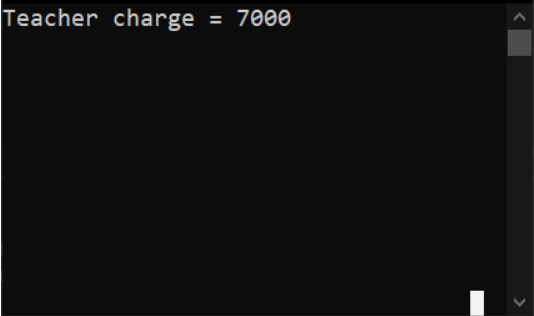 Teacher charge = 7000